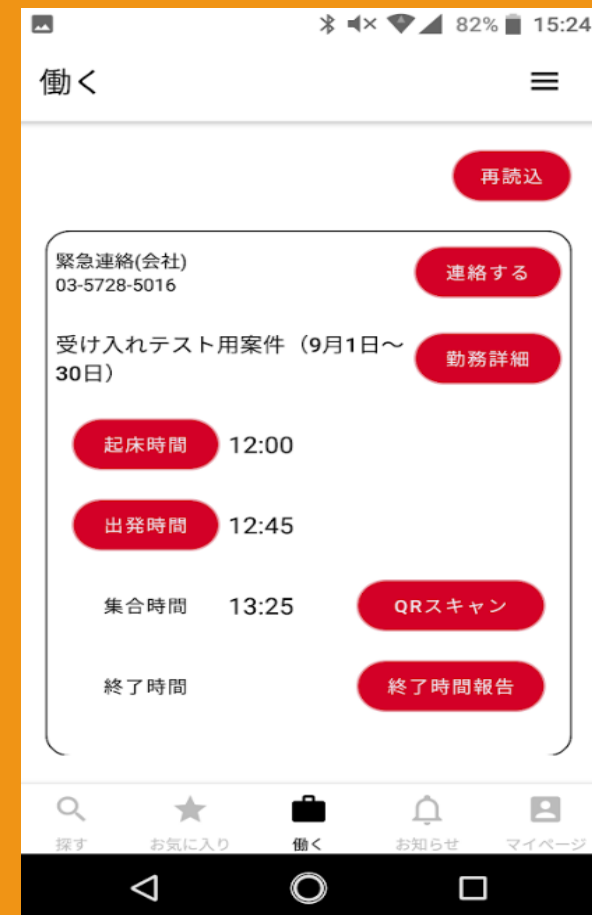 82% 15:24
働く
再読込
緊急連絡(会社)
03-5728-5016
連絡する
受け入れテスト用案件（9月1日〜
30日）
勤務詳細
起床時間 12:00
出発時間 12:45
集合時間 13:25 QRスキャン
終了時間 終了時間報告
探す お気に入り 働く お知らせ マイページ